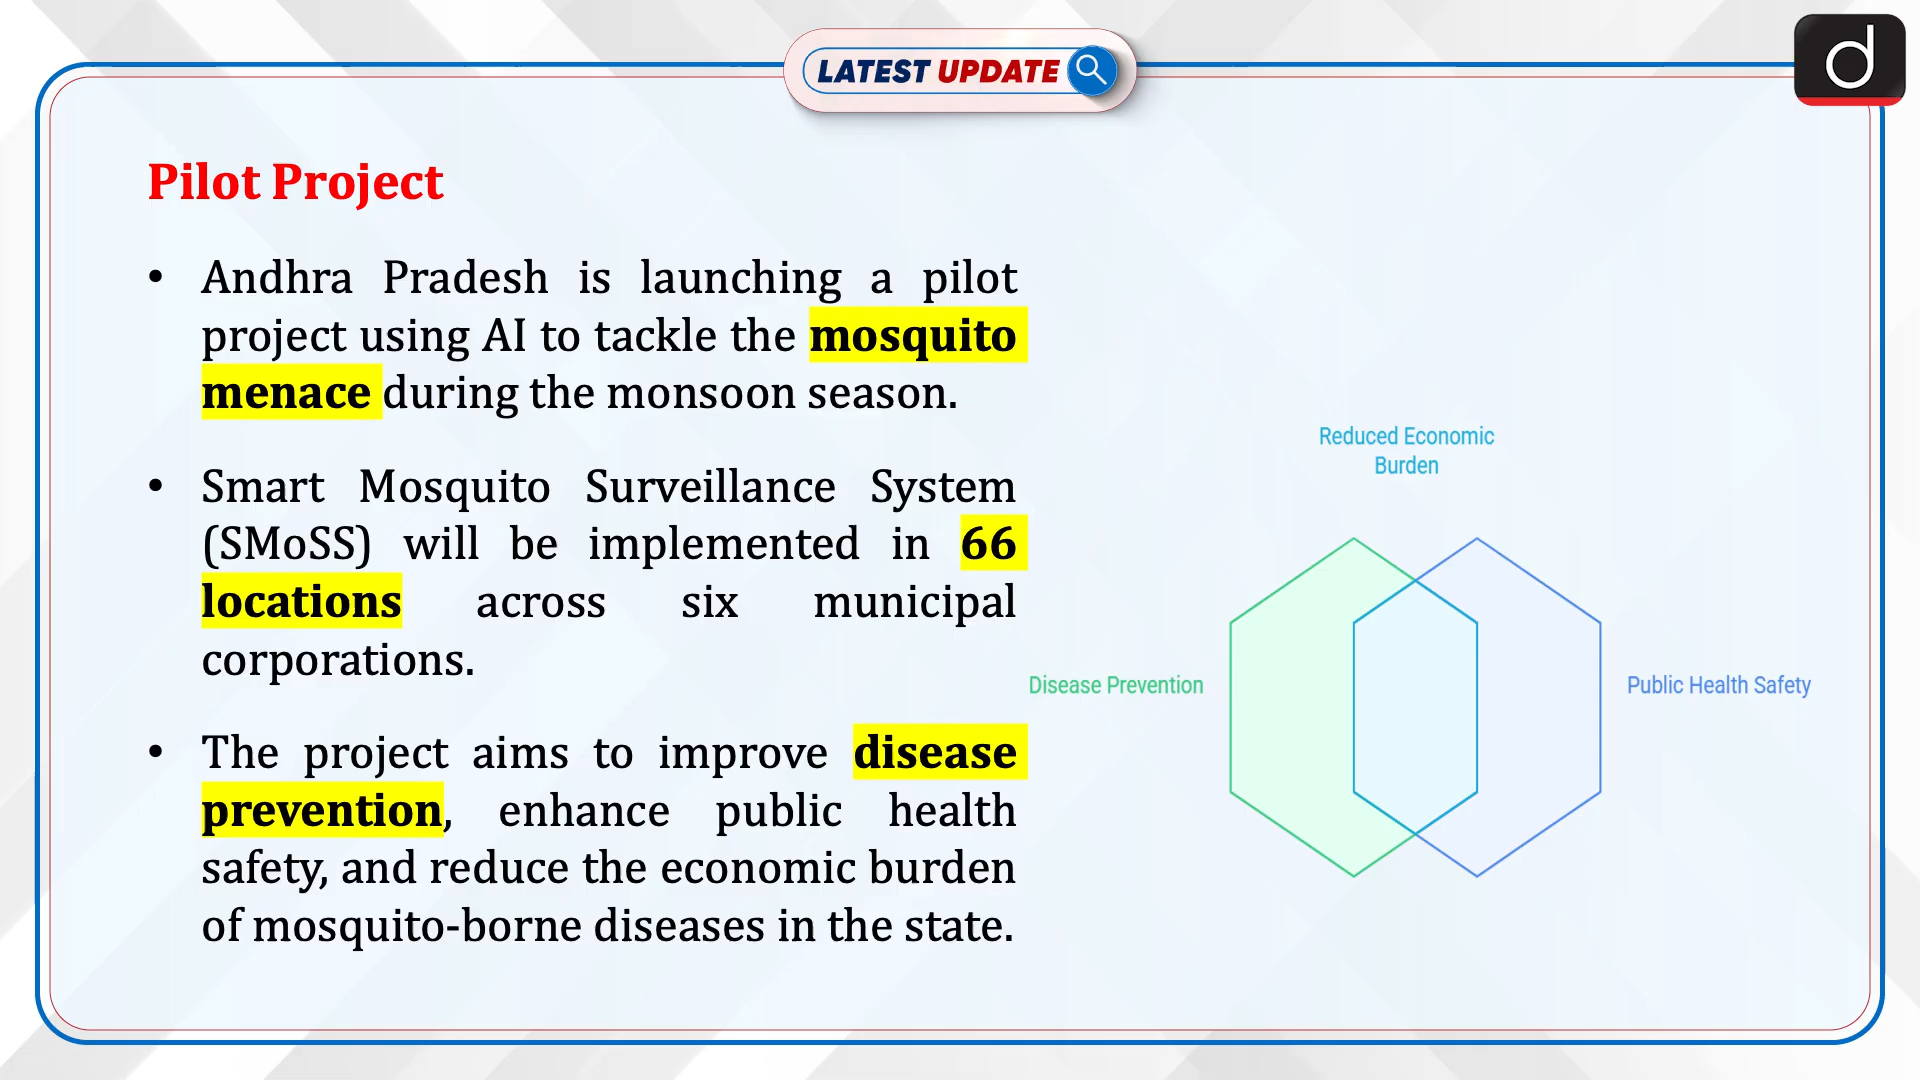 LATEST UPDATE
d
Pilot Project
• Andhra Pradesh is launching a pilot
project using AI to tackle the mosquito
menace during the monsoon season.
• Smart Mosquito Surveillance System
(SMoSS) will be implemented in 66
locations across six municipal
corporations.
• The project aims to improve disease
prevention, enhance public health
safety, and reduce the economic burden
of mosquito-borne diseases in the state.
Reduced Economic
Burden
Disease Prevention
Public Health Safety